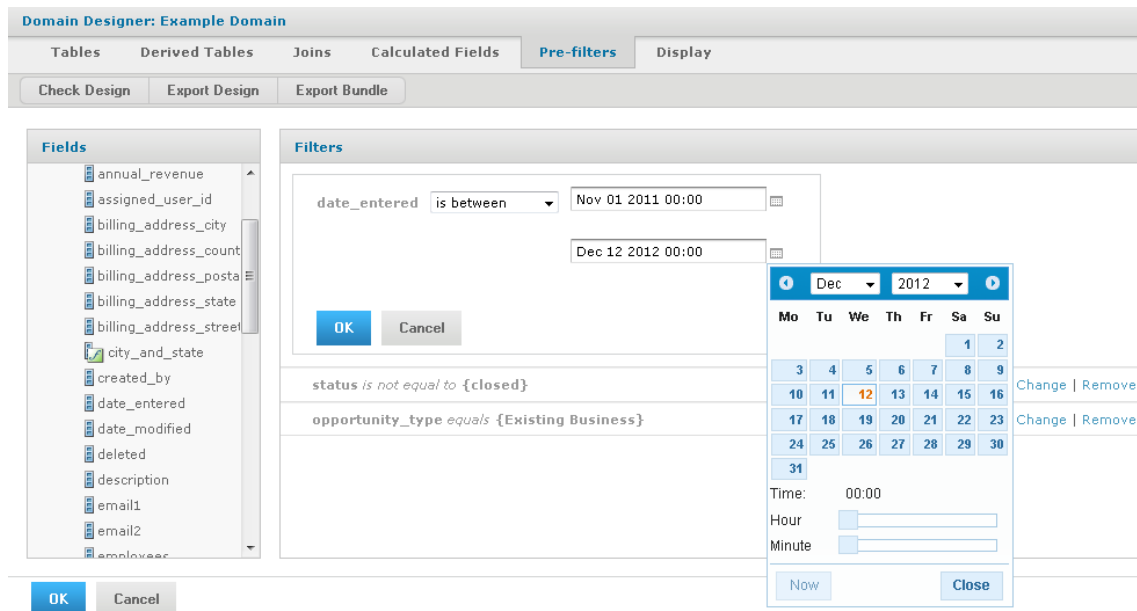 Domain Designer: Example Domain
Tables Derived Tables Joins Calculated Fields Pre-filters Display
Check Design Export Design Export Bundle
Fields
annual_revenue
assigned_user_id
billing_address_city
billing_address_count
billing_address_posta
billing_address_state
billing_address_street
city_and_state
created_by
date_entered
date_modified
deleted
description
email1
email2
employees
Filters
date_entered is between Nov 01 2011 00:00
Dec 12 2012 00:00
OK Cancel
status is not equal to {closed} Change | Remove
opportunity_type equals {Existing Business} Change | Remove
Dec 2012
Mo Tu We Th Fr Sa Su
1 2
3 4 5 6 7 8 9
10 11 12 13 14 15 16
17 18 19 20 21 22 23
24 25 26 27 28 29 30
31
Time: 00:00
Hour
Minute
Now Close
OK Cancel